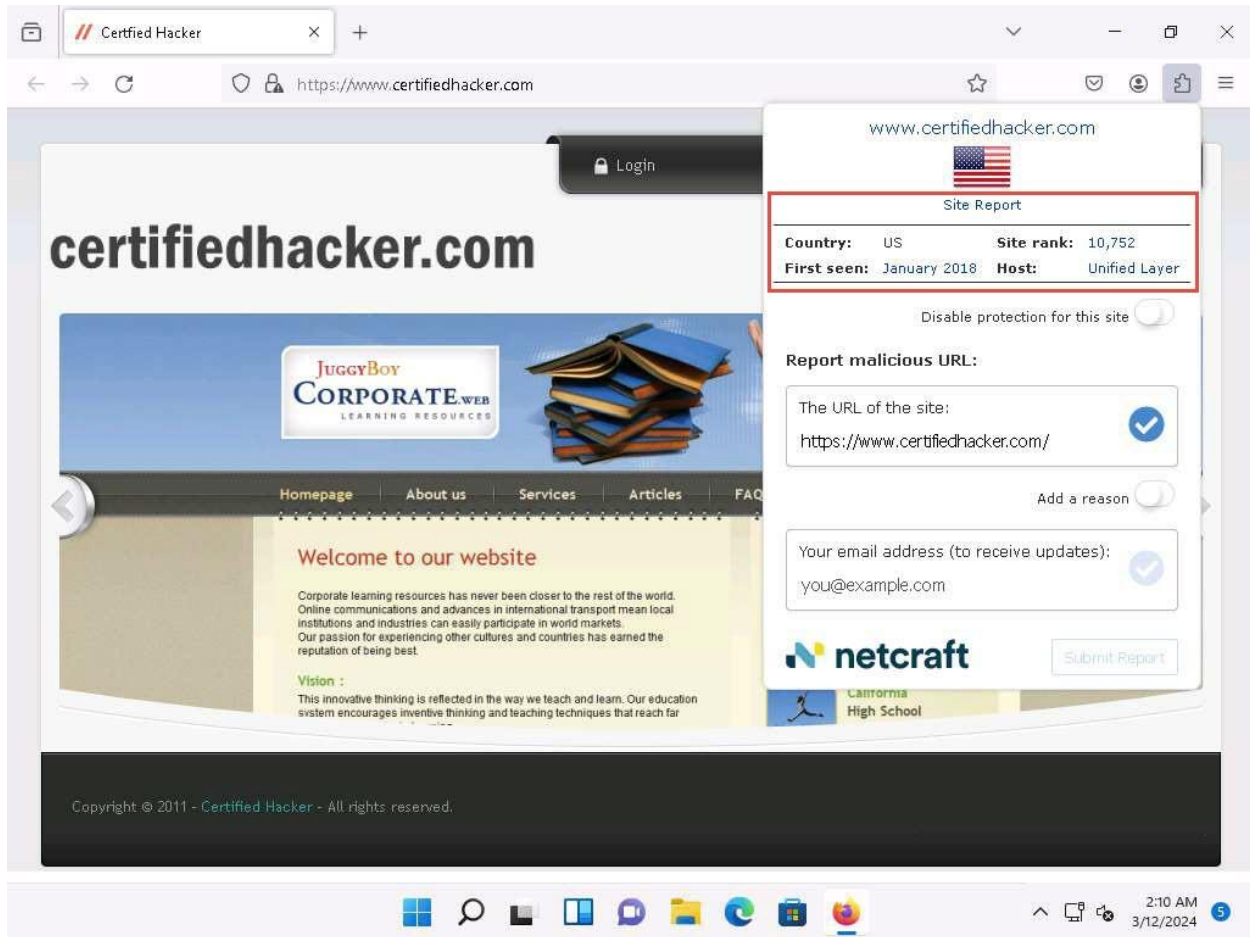 Certfied Hacker
https://www.certifiedhacker.com
Login
certifiedhacker.com
JUGGYBOY
CORPORATE.WEB
LEARNING RESOURCES
Homepage About us Services Articles FAQ
Welcome to our website
Corporate learning resources has never been closer to the rest of the world.
Online communications and advances in international transport mean local
institutions and industries can easily participate in world markets.
Our passion for experiencing other cultures and countries has earned the
reputation of being best.
Vision :
This innovative thinking is reflected in the way we teach and learn. Our education
system encourages inventive thinking and teaching techniques that reach far
California
High School
www.certifiedhacker.com
Site Report
Country: US Site rank: 10,752
First seen: January 2018 Host: Unified Layer
Disable protection for this site
Report malicious URL:
The URL of the site:
https://www.certifiedhacker.com/
Add a reason
Your email address (to receive updates):
you@example.com
netcraft
Submit Report
Copyright © 2011 - Certified Hacker - All rights reserved.
2:10 AM
3/12/2024
5